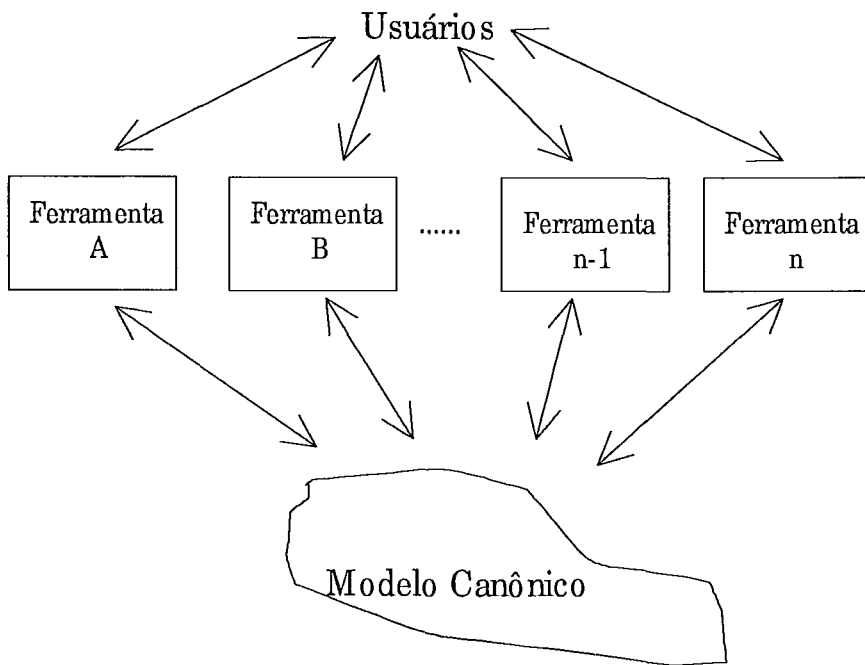 Usuários
Ferramenta
A
Ferramenta
B
......
Ferramenta
n-1
Ferramenta
n
Modelo Canônico